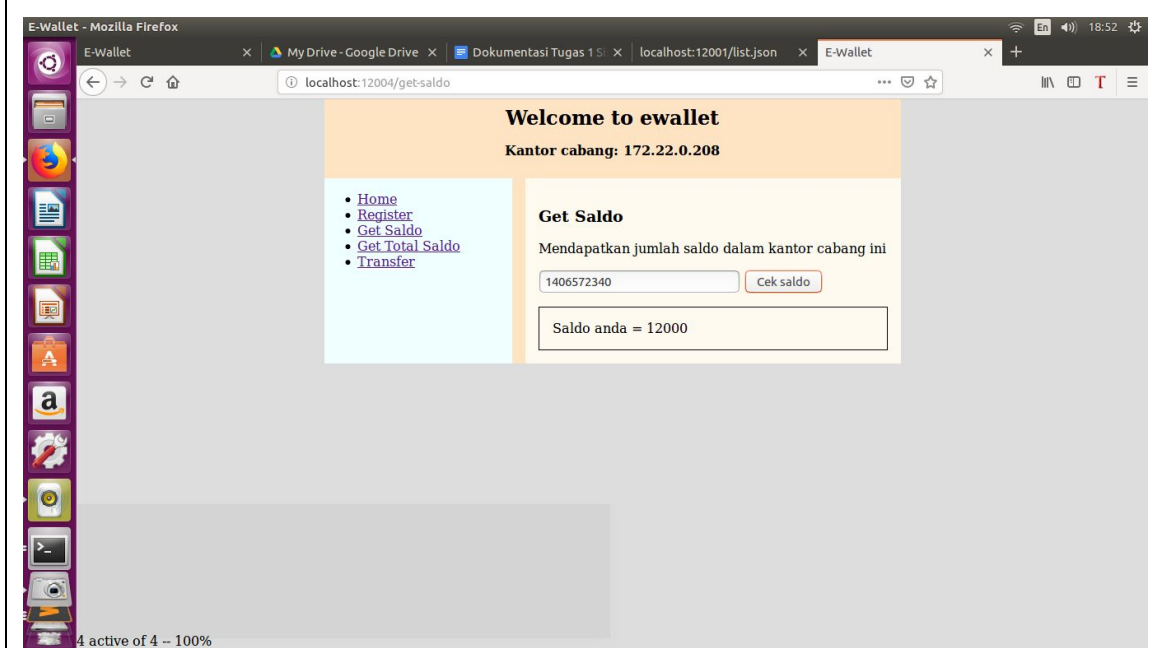 E-Wallet - Mozilla Firefox
En
18:52
E-Wallet
My Drive - Google Drive
Dokumentasi Tugas 1 Si
localhost:12001/list.json
E-Wallet
localhost:12004/get-saldo
Welcome to ewallet
Kantor cabang: 172.22.0.208
Home
Register
Get Saldo
Get Total Saldo
Transfer
Get Saldo
Mendapatkan jumlah saldo dalam kantor cabang ini
1406572340
Cek saldo
Saldo anda = 12000
4 active of 4 -- 100%